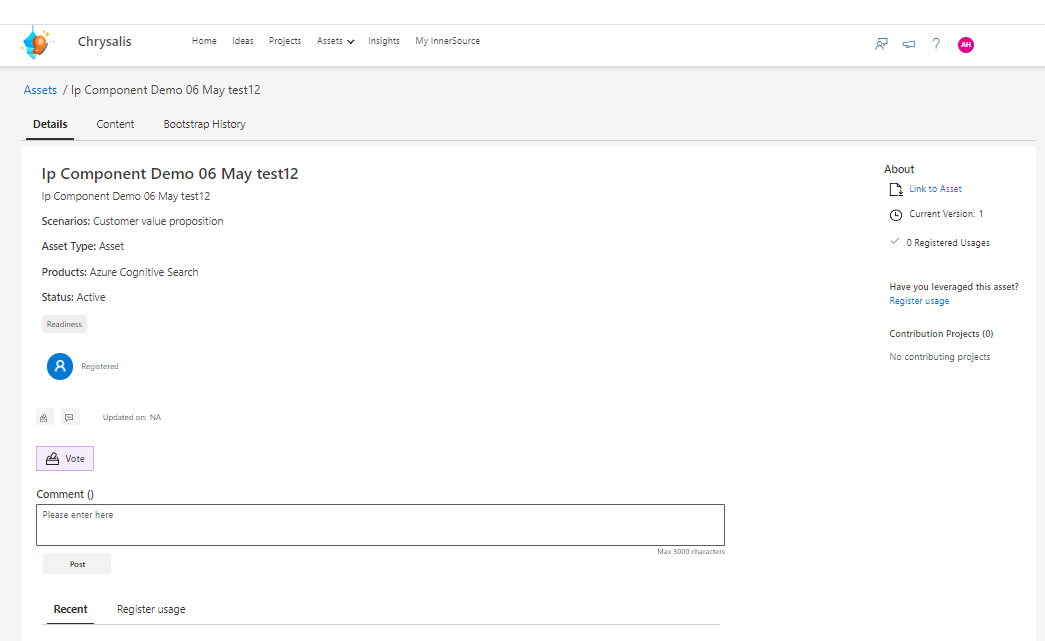 Chrysalis
Home Ideas Projects Assets Insights My InnerSource
? AH
Assets / Ip Component Demo 06 May test12
Details Content Bootstrap History
Ip Component Demo 06 May test12
Ip Component Demo 06 May test12
Scenarios: Customer value proposition
Asset Type: Asset
Products: Azure Cognitive Search
Status: Active
Readiness
Registered
Updated on: NA
Vote
Comment ()
Please enter here
Max 3000 characters
Post
Recent Register usage
About
Link to Asset
Current Version: 1
0 Registered Usages
Have you leveraged this asset?
Register usage
Contribution Projects (0)
No contributing projects